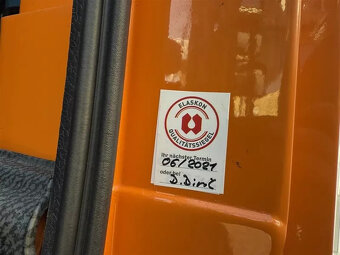 ELASKON
QUALITÄTSSIEGEL
Ihr nächster Termin
06/2021
oder bei